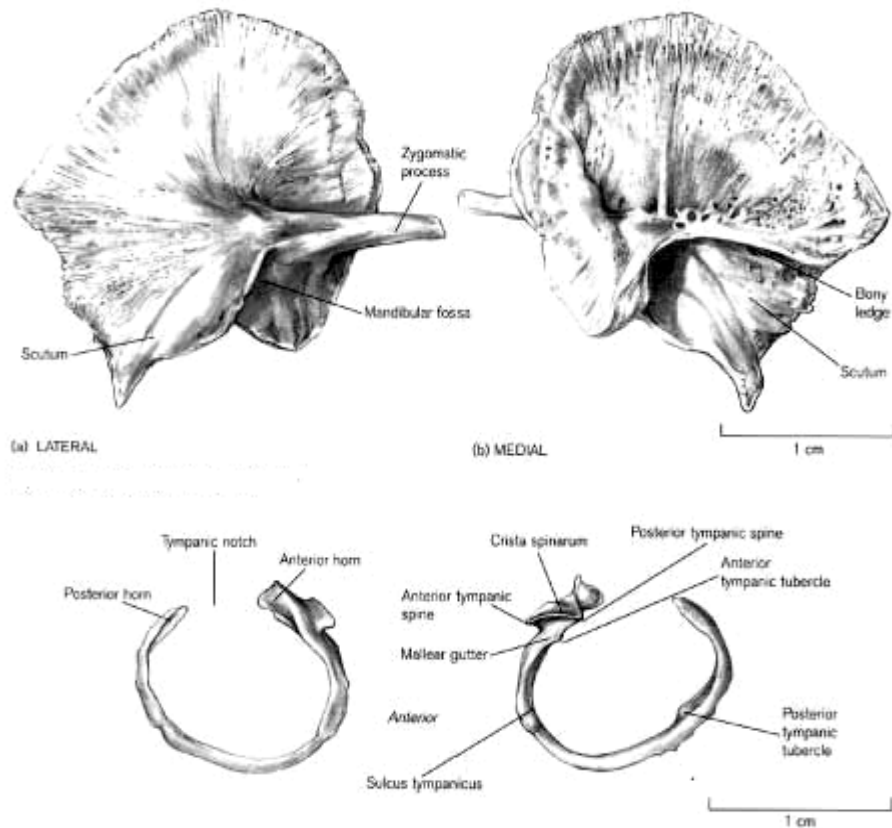 Zygomatic
process
Mandibular fossa
Scutum
Bony
ledge
Scutum
(a) LATERAL
(b) MEDIAL
1 cm
Tympanic notch
Anterior horn
Posterior horn
Crista spinarum
Posterior tympanic spine
Anterior
tympanic tubercle
Anterior tympanic
spine
Mallear gutter
Anterior
Posterior
tympanic
tubercle
Sulcus tympanicus
1 cm